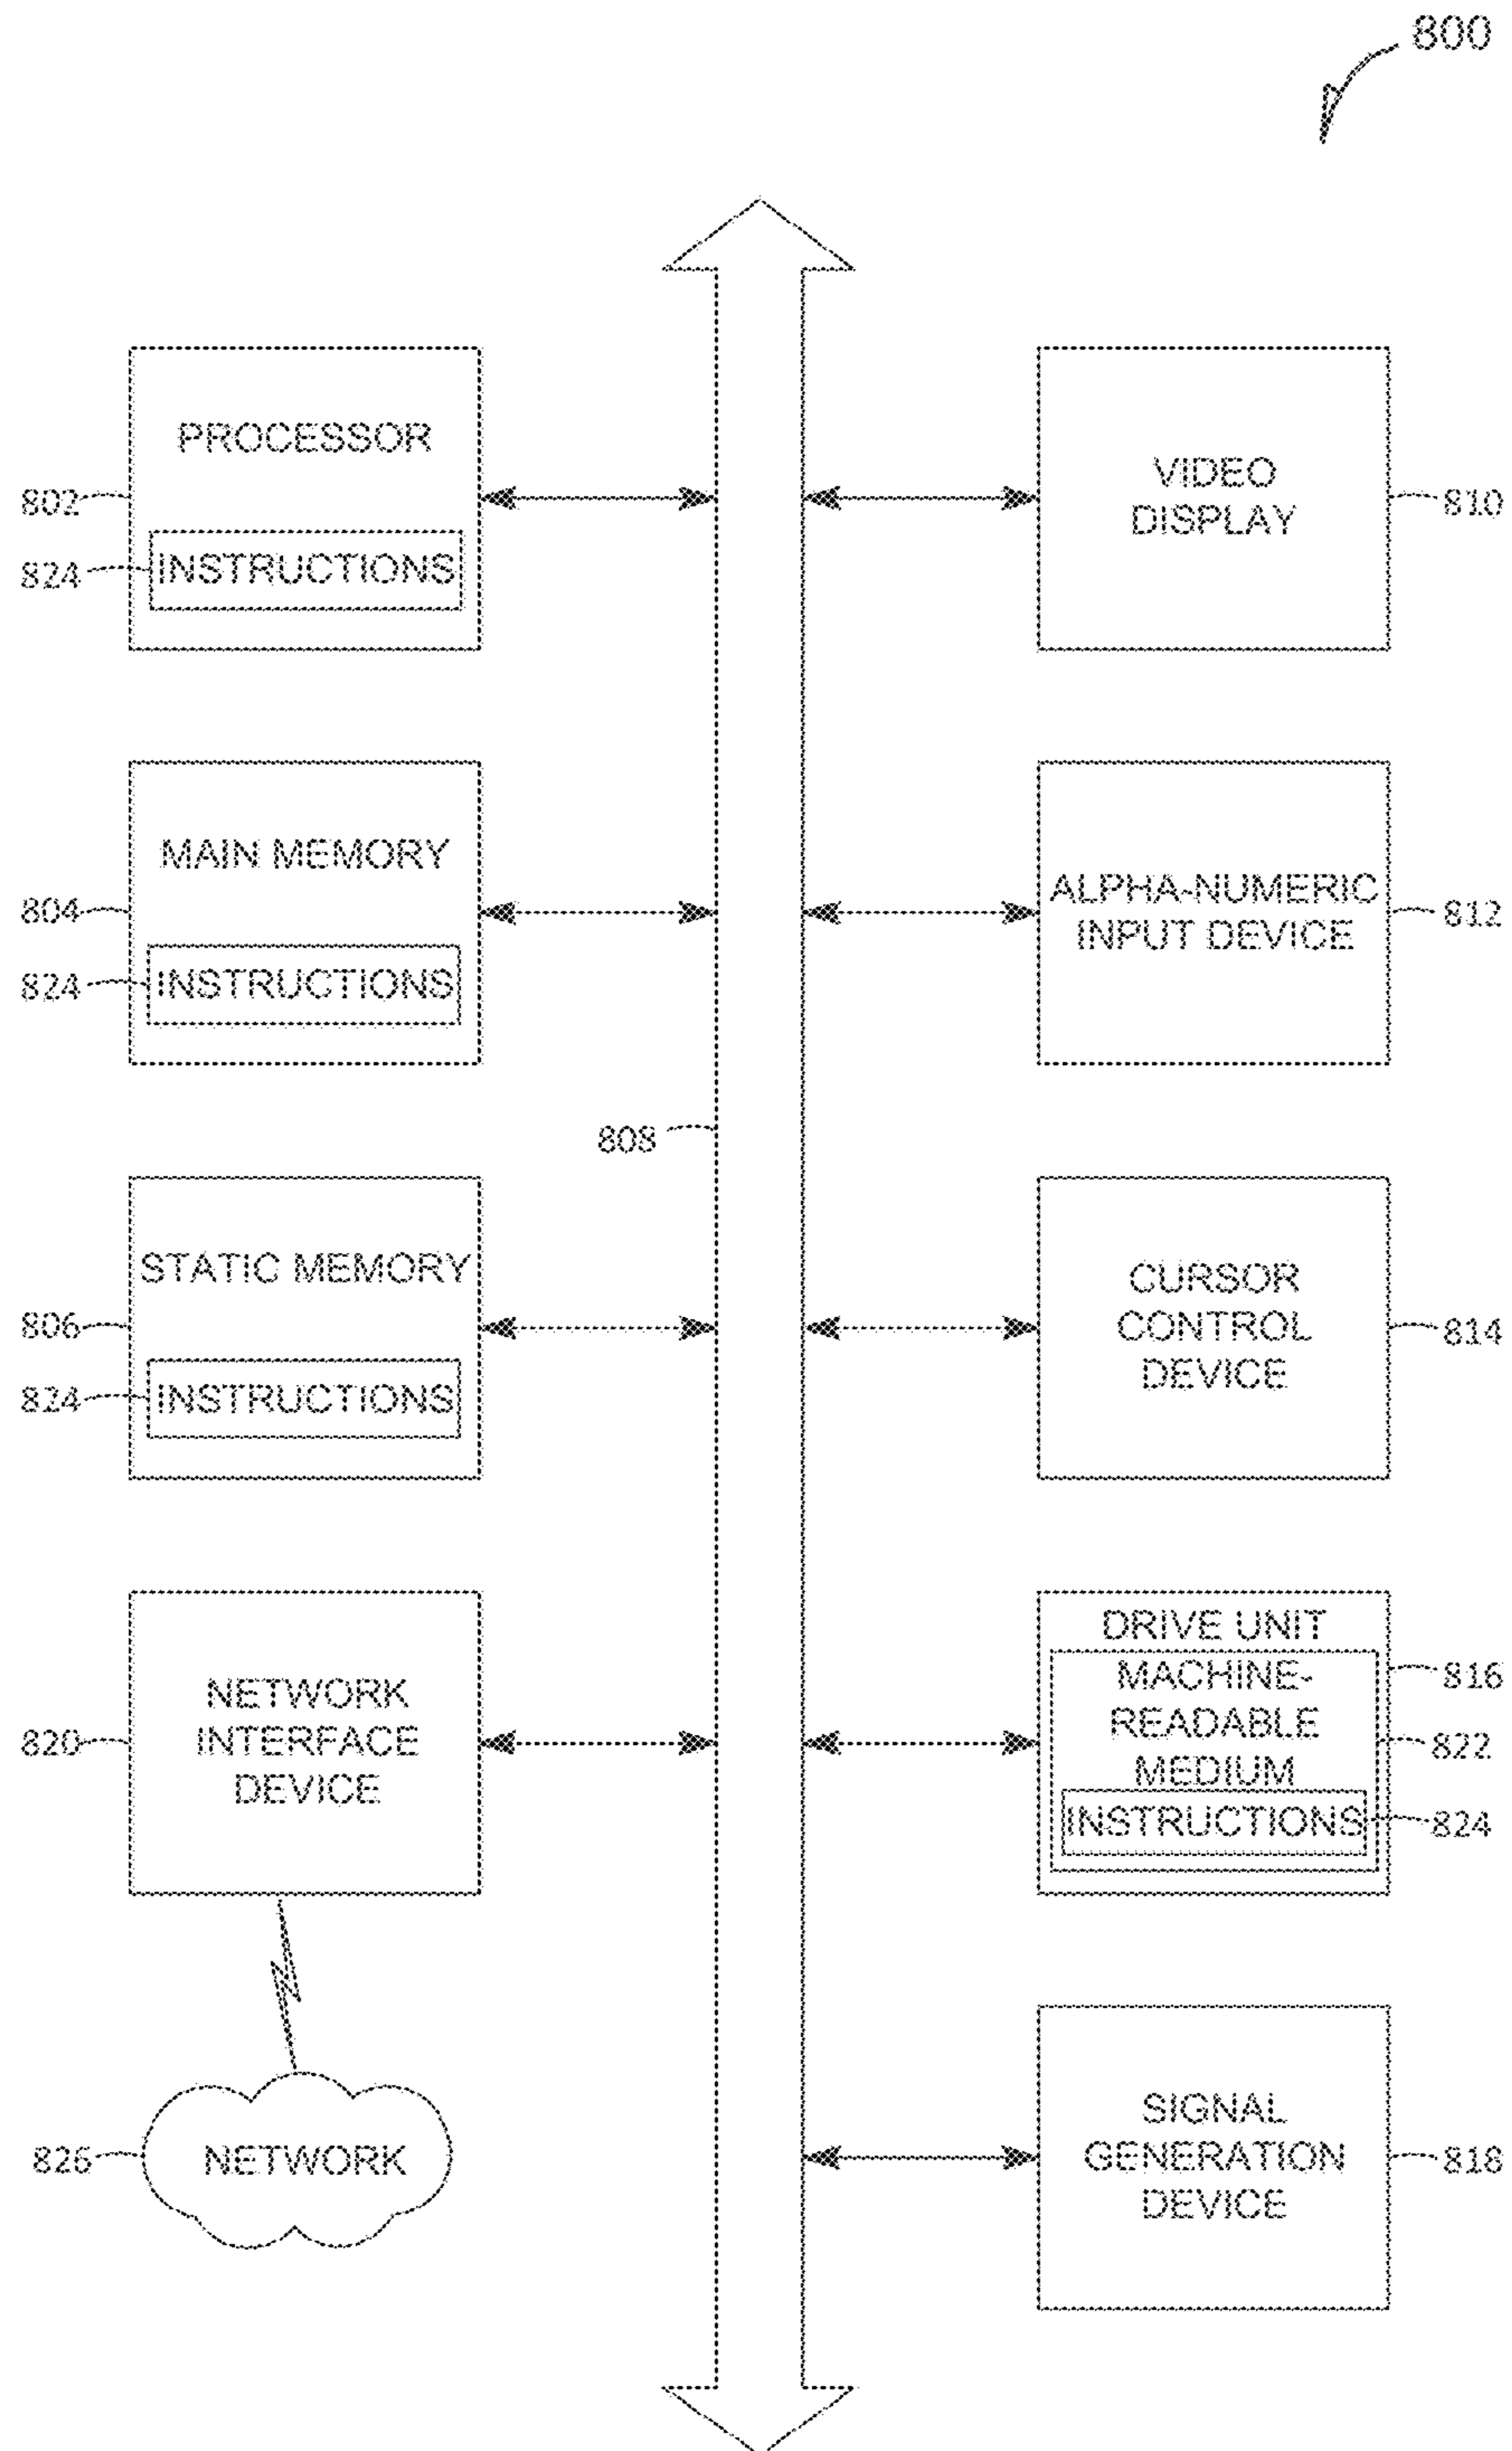 800
PROCESSOR
802
INSTRUCTIONS
824
VIDEO
DISPLAY
810
MAIN MEMORY
804
INSTRUCTIONS
824
ALPHA-NUMERIC
INPUT DEVICE
812
808
STATIC MEMORY
806
INSTRUCTIONS
824
CURSOR
CONTROL
DEVICE
814
NETWORK
INTERFACE
DEVICE
820
DRIVE UNIT
816
MACHINE-
READABLE
MEDIUM
822
INSTRUCTIONS
824
NETWORK
826
SIGNAL
GENERATION
DEVICE
818